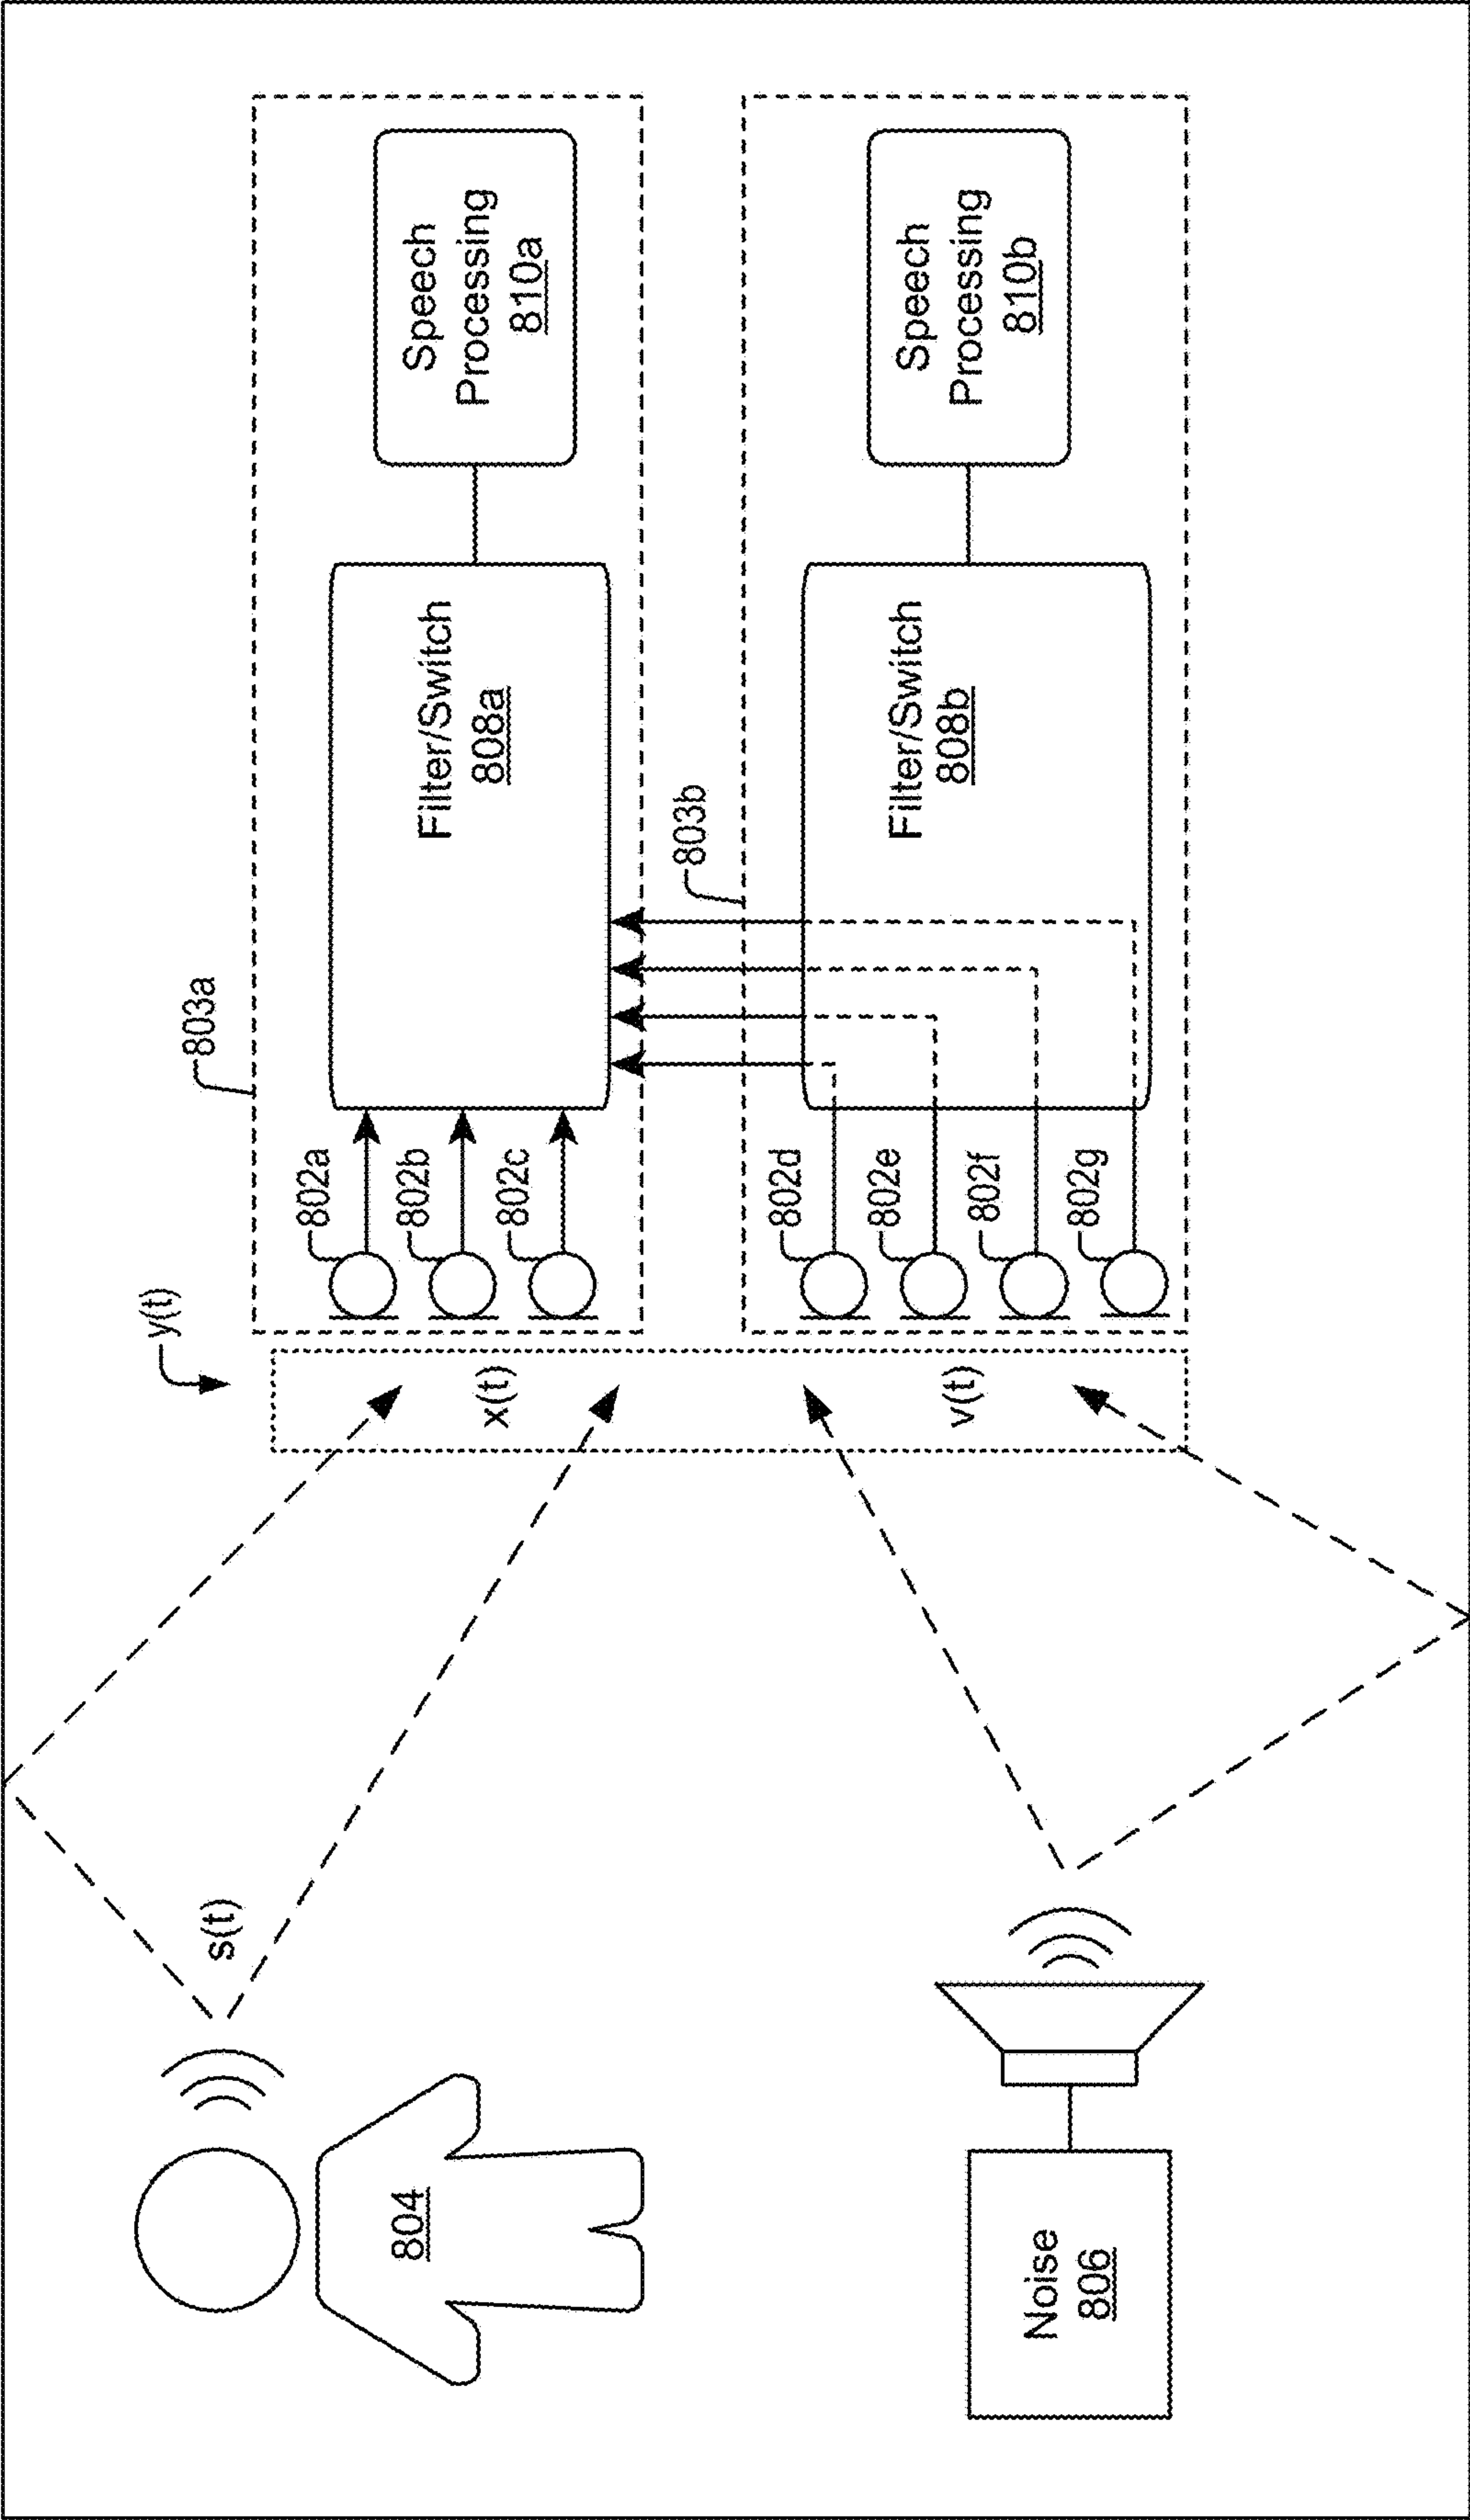 803a
y(t)
802a
802b
802c
Filter/Switch
808a
Speech
Processing
810a
s(t)
x(t)
803b
804
v(t)
802d
802e
802f
802g
Filter/Switch
808b
Speech
Processing
810b
Noise
806